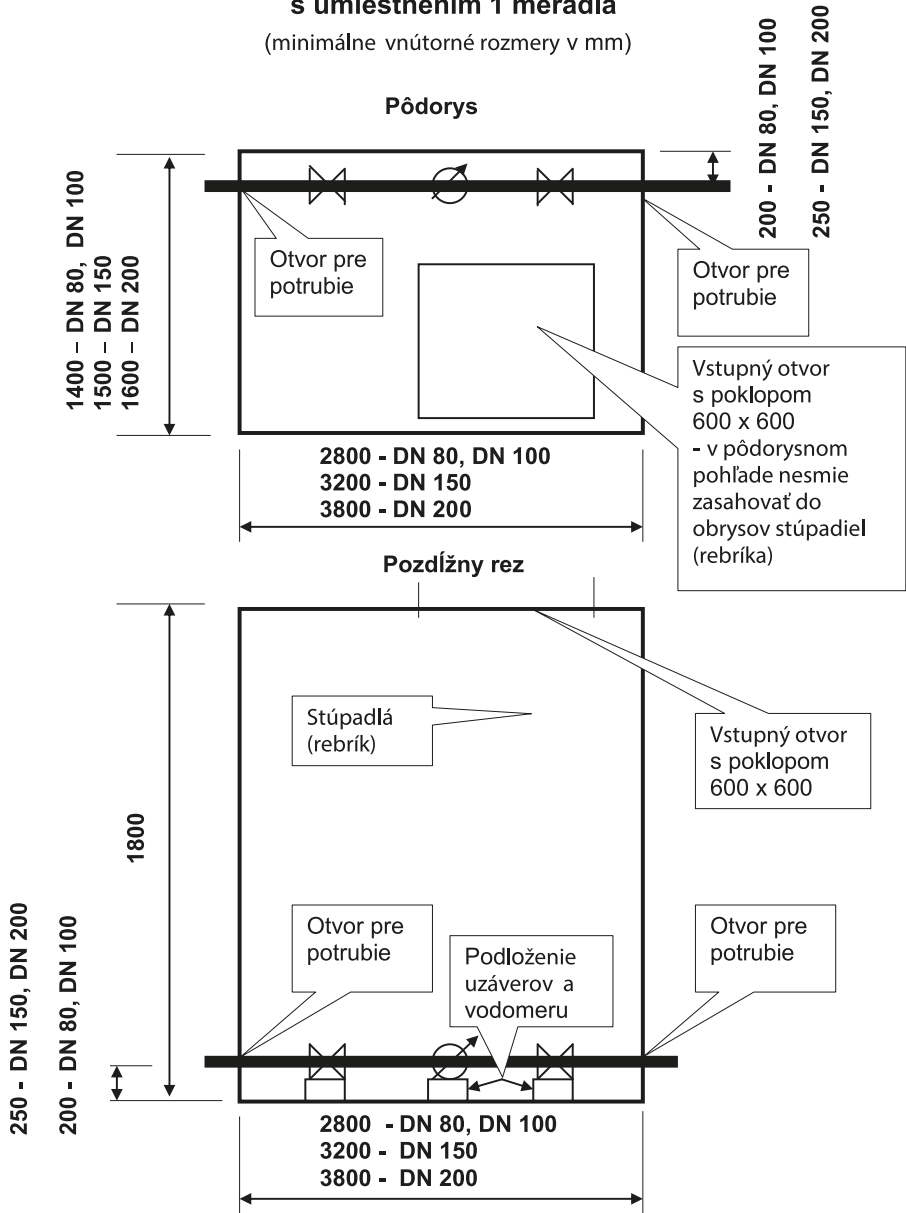 s umiestnením 1 meradla
(minimálne vnútorné rozmery v mm)
Pôdorys
200 - DN 80, DN 100
250 - DN 150, DN 200
1400 – DN 80, DN 100
1500 – DN 150
1600 – DN 200
Otvor pre
potrubie
Otvor pre
potrubie
Vstupný otvor
s poklopom
600 x 600
- v pôdorysnom
pohľade nesmie
zasahovať do
obrysov stúpadiel
(rebríka)
2800 - DN 80, DN 100
3200 - DN 150
3800 - DN 200
Pozdĺžny rez
Stúpadlá
(rebrík)
Vstupný otvor
s poklopom
600 x 600
1800
250 - DN 150, DN 200
200 - DN 80, DN 100
Otvor pre
potrubie
Podloženie
uzáverov a
vodomeru
Otvor pre
potrubie
2800 - DN 80, DN 100
3200 - DN 150
3800 - DN 200